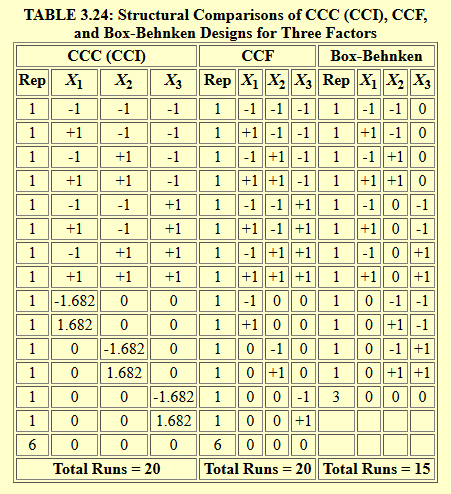 TABLE 3.24: Structural Comparisons of CCC (CCI), CCF,
and Box-Behnken Designs for Three Factors
CCC (CCI) CCF Box-Behnken
Rep X1 X2 X3 Rep X1 X2 X3 Rep X1 X2 X3
1 -1 -1 -1 1 -1 -1 -1 1 -1 -1 0
1 +1 -1 -1 1 +1 -1 -1 1 +1 -1 0
1 -1 +1 -1 1 -1 +1 -1 1 -1 +1 0
1 +1 +1 -1 1 +1 +1 -1 1 +1 +1 0
1 -1 -1 +1 1 -1 -1 +1 1 -1 0 -1
1 +1 -1 +1 1 +1 -1 +1 1 +1 0 -1
1 -1 +1 +1 1 -1 +1 +1 1 -1 0 +1
1 +1 +1 +1 1 +1 +1 +1 1 +1 0 +1
1 -1.682 0 0 1 -1 0 0 1 0 -1 -1
1 1.682 0 0 1 +1 0 0 1 0 +1 -1
1 0 -1.682 0 1 0 -1 0 1 0 -1 +1
1 0 1.682 0 1 0 +1 0 1 0 +1 +1
1 0 0 -1.682 1 0 0 -1 3 0 0 0
1 0 0 1.682 1 0 0 +1
6 0 0 0 6 0 0 0
Total Runs = 20 Total Runs = 20 Total Runs = 15